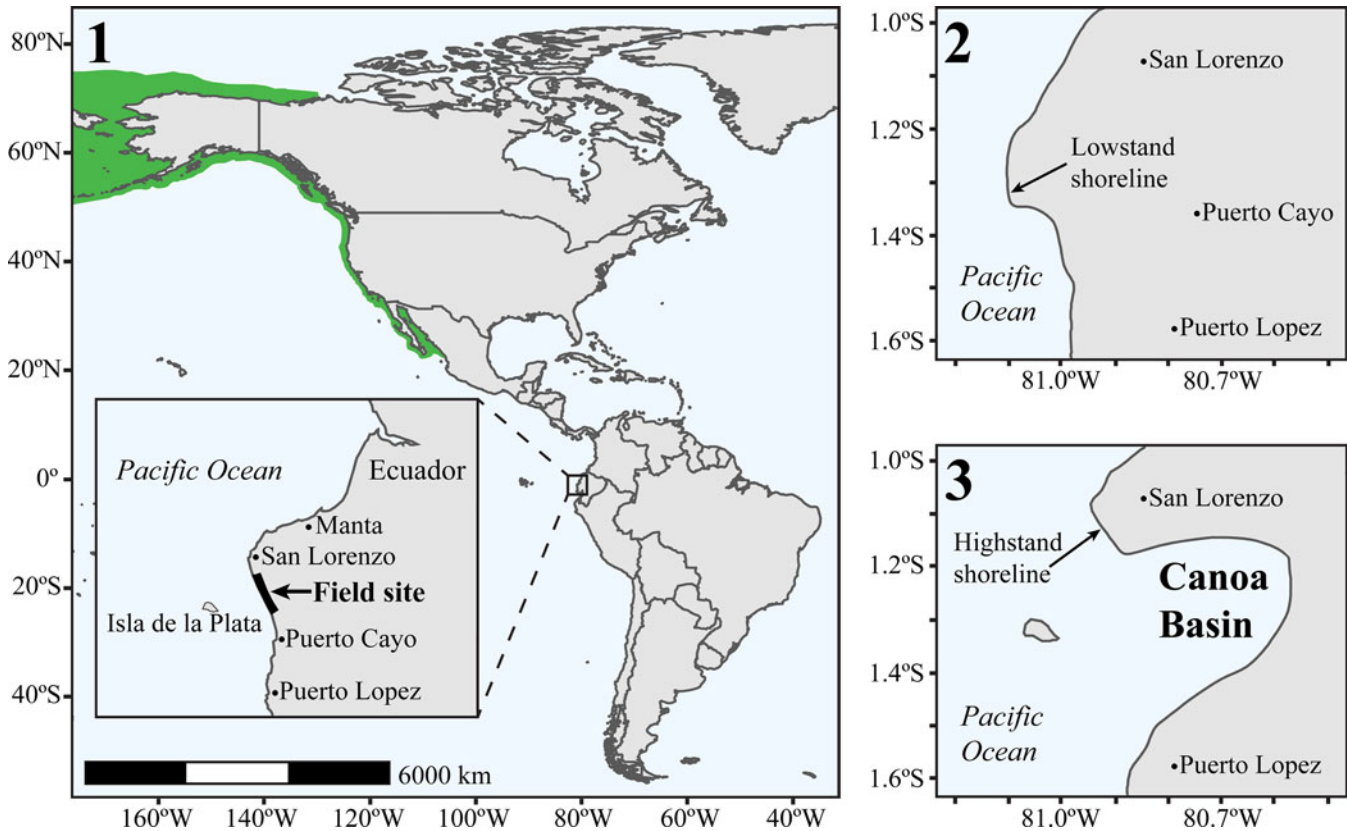 1
80ºN
60ºN
40ºN
20ºN
0º
20ºS
40ºS
160ºW
140ºW
120ºW
100ºW
80ºW
60ºW
40ºW
Pacific Ocean
Ecuador
Manta
San Lorenzo
Field site
Isla de la Plata
Puerto Cayo
Puerto Lopez
6000 km
2
1.0ºS
1.2ºS
1.4ºS
1.6ºS
81.0ºW
80.7ºW
San Lorenzo
Lowstand
shoreline
Puerto Cayo
Pacific
Ocean
Puerto Lopez
3
1.0ºS
1.2ºS
1.4ºS
1.6ºS
81.0ºW
80.7ºW
San Lorenzo
Highstand
shoreline
Canoa
Basin
Pacific
Ocean
Puerto Lopez